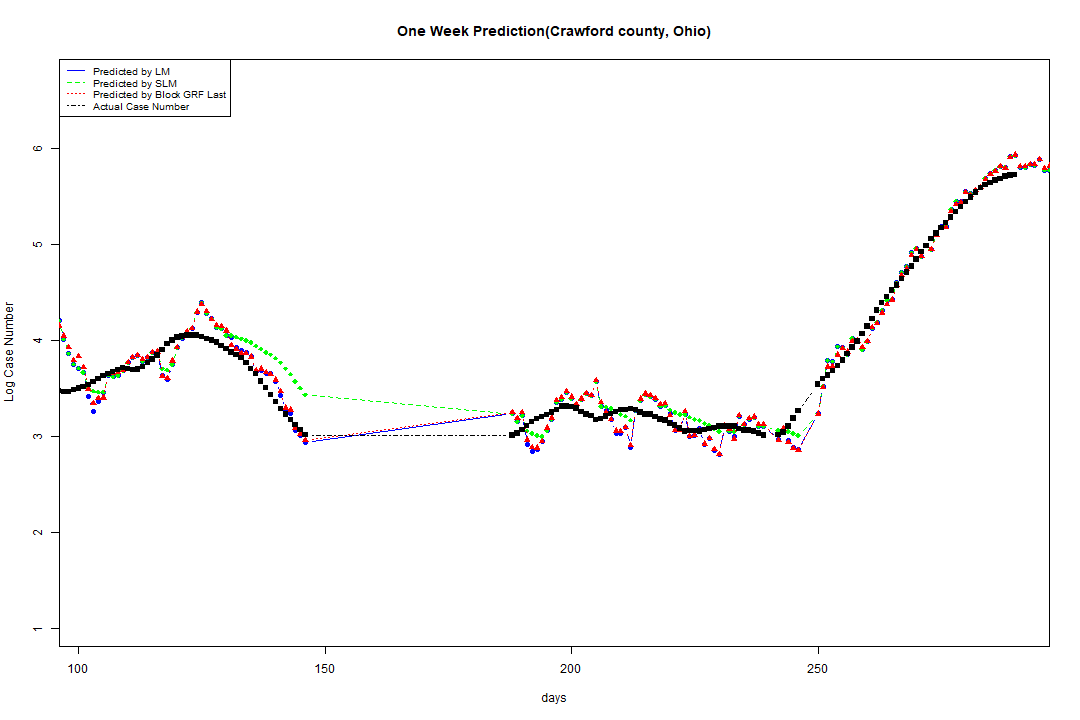 One Week Prediction(Crawford county, Ohio)
Predicted by LM
Predicted by SLM
Predicted by Block GRF Last
Actual Case Number
6
5
4
3
2
1
Log Case Number
100 150 200 250
days